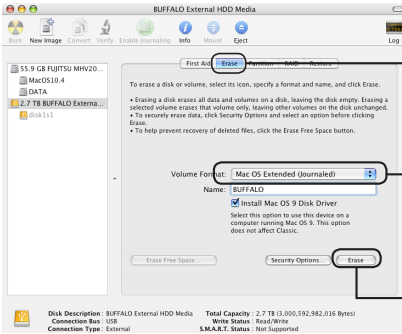 BUFFALO External HDD Media
Burn New Image Convert Verify Enable Journaling Info Mount Eject Log
First Aid Erase Partition RAID Restore
55.9 GB FUJITSU MHV20...
MacOS10.4
DATA
2.7 TB BUFFALO Externa...
disk1s1
To erase a disk or volume, select its icon, specify a format and name, and click Erase.
• Erasing a disk erases all data and volumes on a disk, leaving the disk empty. Erasing a
selected volume erases that volume only, leaving other volumes on the disk unchanged.
• To securely erase data, click Security Options and select an option before clicking
Erase.
• To help prevent recovery of deleted files, click the Erase Free Space button.
Volume Format: Mac OS Extended (Journaled)
Name: BUFFALO
Install Mac OS 9 Disk Driver
Select this option to use this device on a
computer running Mac OS 9. This option
does not affect Classic.
Erase Free Space... Security Options... Erase
Disk Description : BUFFALO External HDD Media Total Capacity : 2.7 TB (3,000,592,982,016 Bytes)
Connection Bus : USB Write Status : Read/Write
Connection Type : External S.M.A.R.T. Status : Not Supported